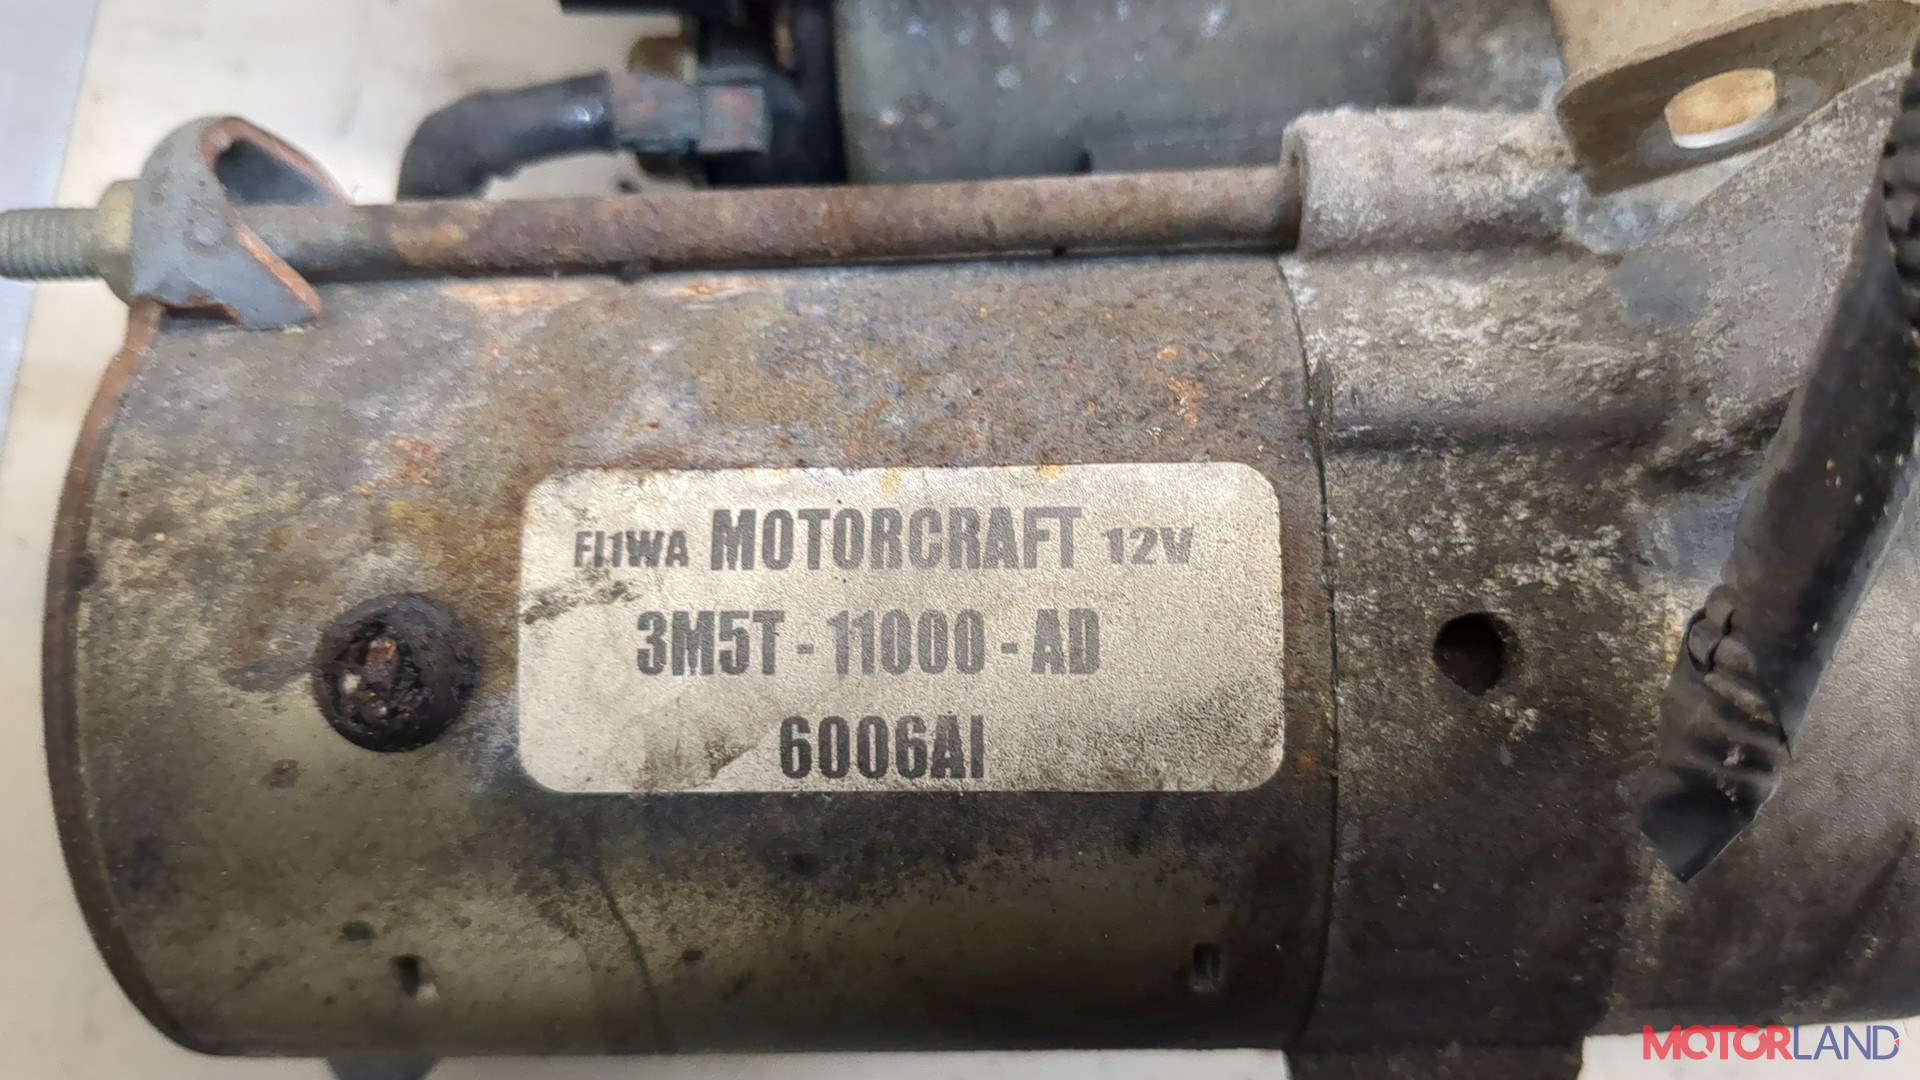 FI1WA MOTORCRAFT 12V
3M5T - 11000 - AD
6006AI
MOTORLAND